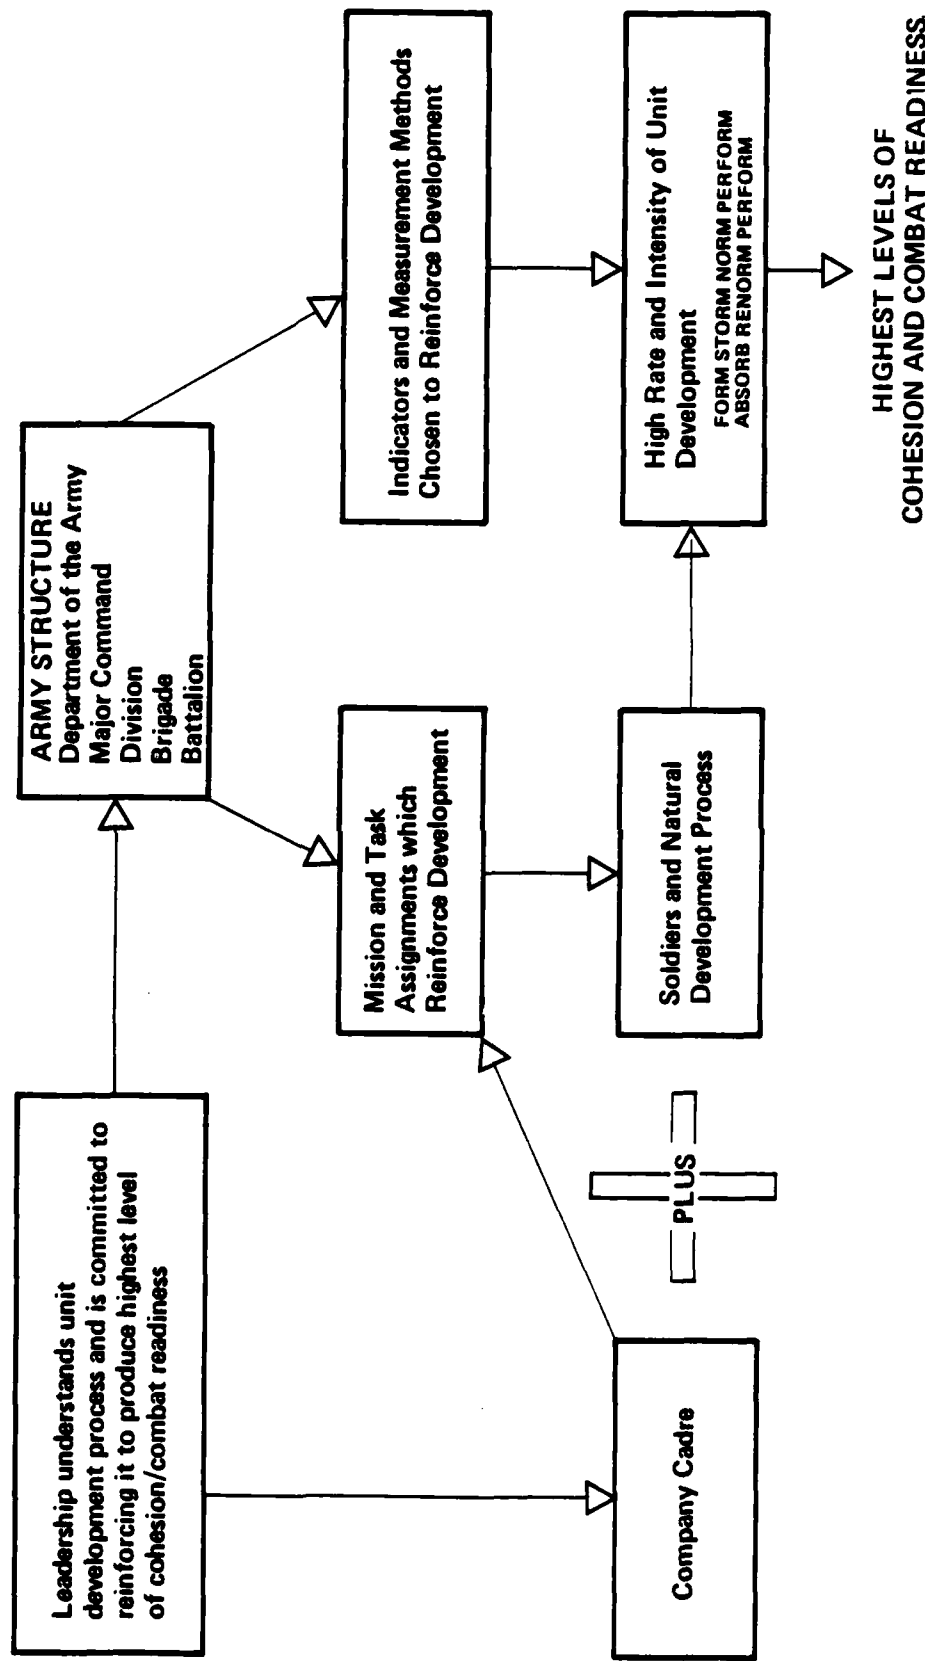 Leadership understands unit
development process and is committed to
reinforcing it to produce highest level
of cohesion/combat readiness
ARMY STRUCTURE
Department of the Army
Major Command
Division
Brigade
Battalion
Mission and Task
Assignments which
Reinforce Development
Indicators and Measurement Methods
Chosen to Reinforce Development
Company Cadre
PLUS
Soldiers and Natural
Development Process
High Rate and Intensity of Unit
Development
FORM STORM NORM PERFORM
ABSORB RENORM PERFORM
HIGHEST LEVELS OF
COHESION AND COMBAT READINESS